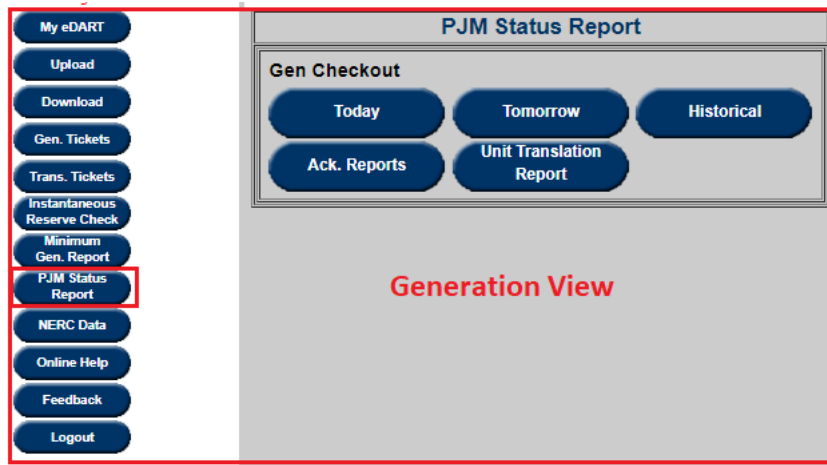 My eDART
Upload
Download
Gen. Tickets
Trans. Tickets
Instantaneous
Reserve Check
Minimum
Gen. Report
PJM Status
Report
NERC Data
Online Help
Feedback
Logout
PJM Status Report
Gen Checkout
Today
Tomorrow
Historical
Ack. Reports
Unit Translation
Report
Generation View